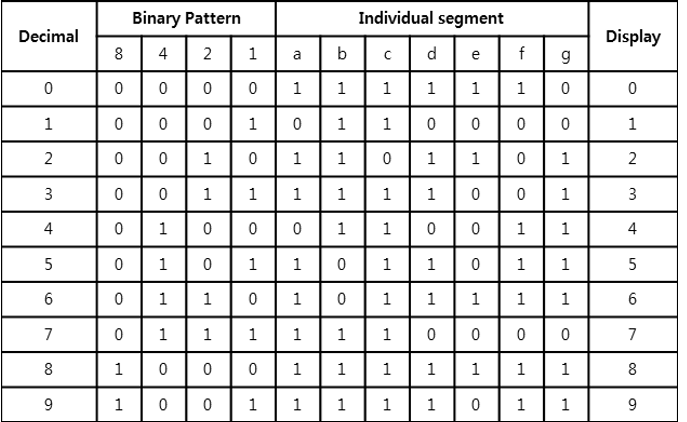 Decimal Binary Pattern Individual segment Display
8 4 2 1 a b c d e f g
0 0 0 0 0 1 1 1 1 1 1 0 0
1 0 0 0 1 0 1 1 0 0 0 0 1
2 0 0 1 0 1 1 0 1 1 0 1 2
3 0 0 1 1 1 1 1 1 0 0 1 3
4 0 1 0 0 0 1 1 0 0 1 1 4
5 0 1 0 1 1 0 1 1 0 1 1 5
6 0 1 1 0 1 0 1 1 1 1 1 6
7 0 1 1 1 1 1 1 0 0 0 0 7
8 1 0 0 0 1 1 1 1 1 1 1 8
9 1 0 0 1 1 1 1 1 0 1 1 9